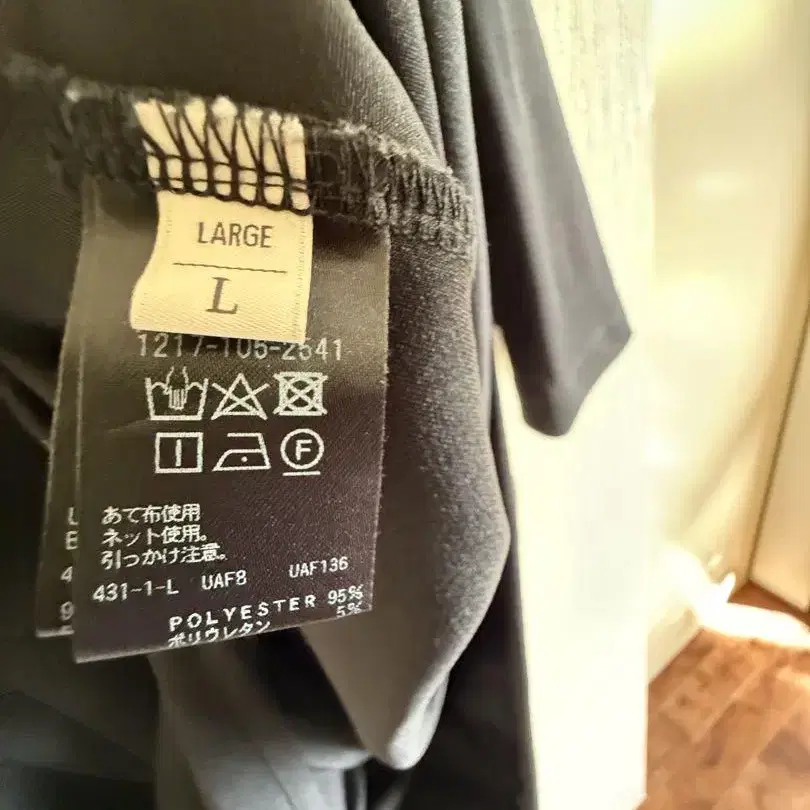 LARGE
L
1217-105-2541
F
あて布使用
ネット使用。
引っかけ注意。
431-1-L UAF8 UAF136
POLYESTER 95%
ポリウレタン 5%